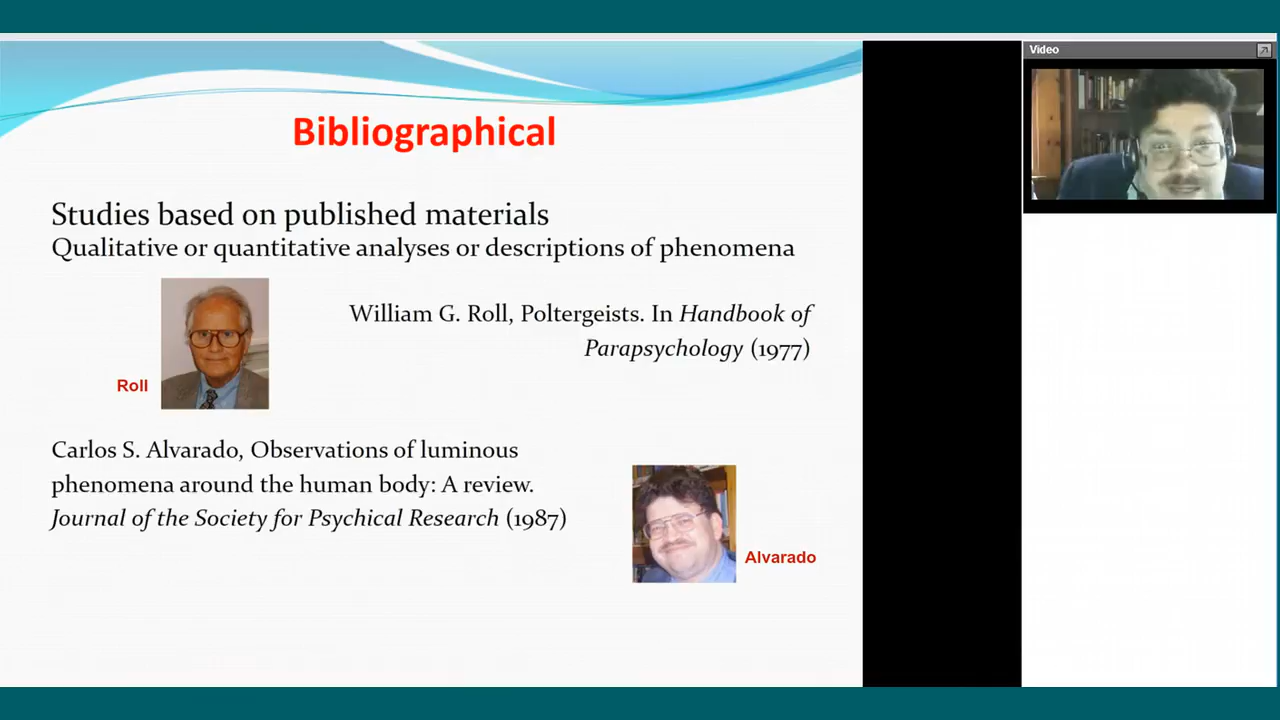 Video
Bibliographical
Studies based on published materials
Qualitative or quantitative analyses or descriptions of phenomena
William G. Roll, Poltergeists. In Handbook of
Parapsychology (1977)
Roll
Carlos S. Alvarado, Observations of luminous
phenomena around the human body: A review.
Journal of the Society for Psychical Research (1987)
Alvarado